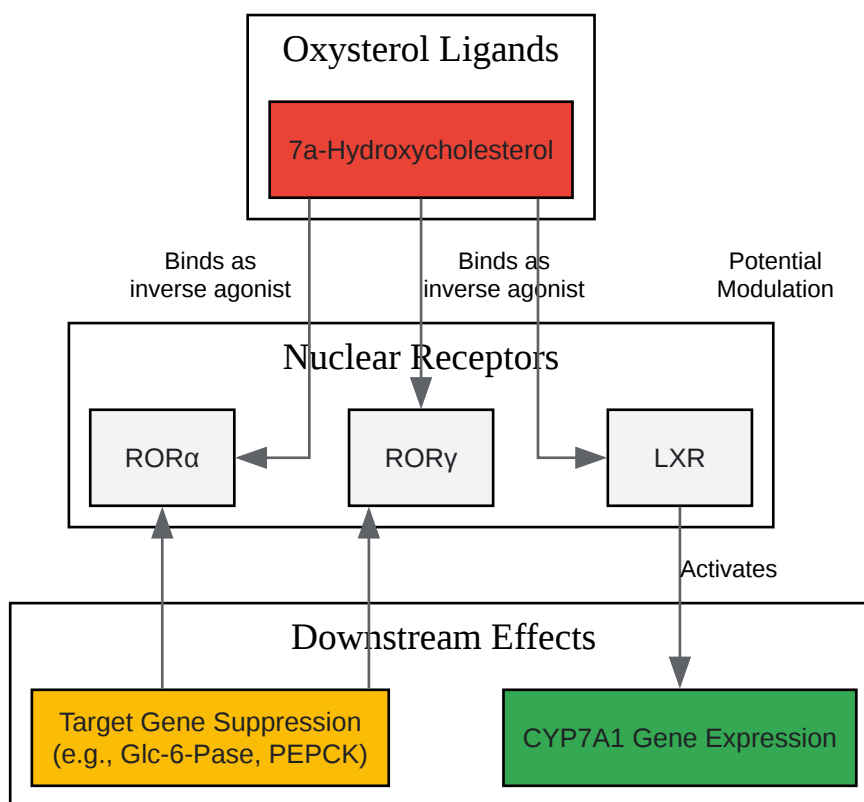 Oxysterol Ligands
7a-Hydroxycholesterol
Binds as
inverse agonist
Binds as
inverse agonist
Potential
Modulation
Nuclear Receptors
RORα
RORγ
LXR
Activates
Downstream Effects
Target Gene Suppression
(e.g., Glc-6-Pase, PEPCK)
CYP7A1 Gene Expression